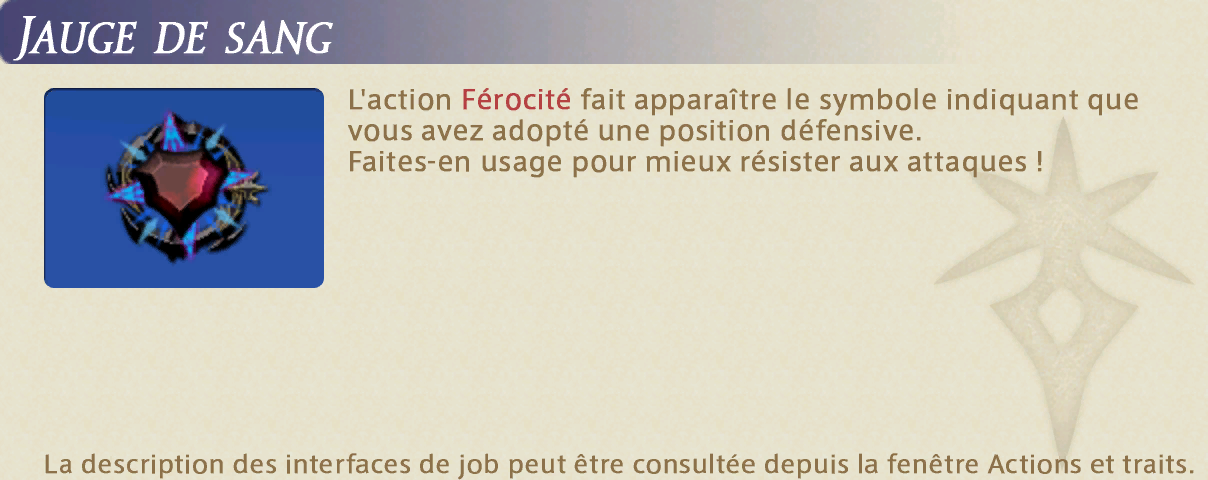 JAUGE DE SANG
L'action Férocité fait apparaître le symbole indiquant que
vous avez adopté une position défensive.
Faites-en usage pour mieux résister aux attaques !
La description des interfaces de job peut être consultée depuis la fenêtre Actions et traits.